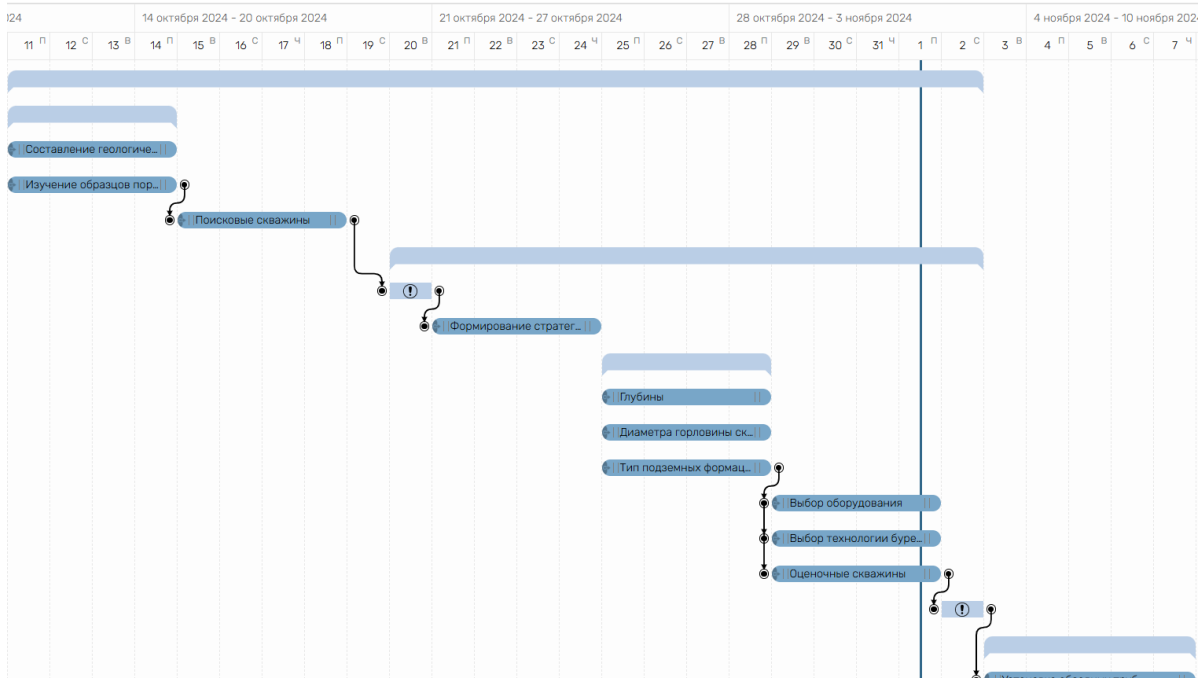 024 14 октября 2024 - 20 октября 2024 21 октября 2024 - 27 октября 2024 28 октября 2024 - 3 ноября 2024 4 ноября 2024 - 10 ноября 202
11 П 12 С 13 В 14 П 15 В 16 С 17 Ч 18 П 19 С 20 В 21 П 22 В 23 С 24 Ч 25 П 26 С 27 В 28 П 29 В 30 С 31 Ч 1 П 2 С 3 В 4 П 5 В 6 С 7 Ч
Составление геологиче...
Изучение образцов пор...
Поисковые скважины
Формирование стратег...
Глубины
Диаметра горловины ск...
Тип подземных формац...
Выбор оборудования
Выбор технологии буре...
Оценочные скважины